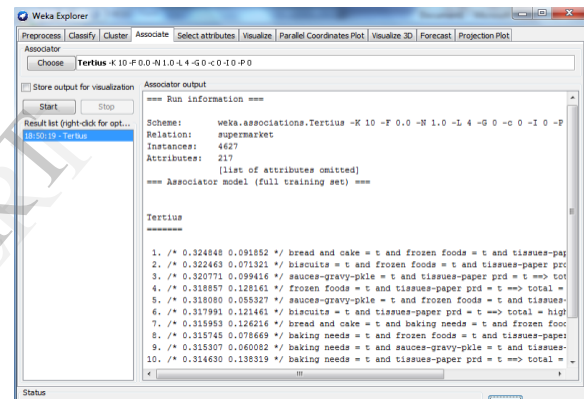 Weka Explorer
Preprocess Classify Cluster Associate Select attributes Visualize Parallel Coordinates Plot Visualize 3D Forecast Projection Plot
Associator
Choose Tertius -K 10 -F 0.0 -N 1.0 -L 4 -G 0 -c 0 -I 0 -P 0
Store output for visualization
Start Stop
Result list (right-click for opt...
18:50:19 - Tertius
Associator output
=== Run information ===
Scheme: weka.associations.Tertius -K 10 -F 0.0 -N 1.0 -L 4 -G 0 -c 0 -I 0 -P
Relation: supermarket
Instances: 4627
Attributes: 217
[list of attributes omitted]
=== Associator model (full training set) ===
Tertius
=======
1. /* 0.324848 0.091852 */ bread and cake = t and frozen foods = t and tissues-pap
2. /* 0.322463 0.071321 */ biscuits = t and frozen foods = t and tissues-paper prd
3. /* 0.320771 0.099416 */ sauces-gravy-pkle = t and tissues-paper prd = t ==> tot
4. /* 0.318857 0.128161 */ frozen foods = t and tissues-paper prd = t ==> total =
5. /* 0.318080 0.055327 */ sauces-gravy-pkle = t and frozen foods = t and tissues-
6. /* 0.317991 0.121461 */ biscuits = t and tissues-paper prd = t ==> total = high
7. /* 0.315953 0.126216 */ bread and cake = t and baking needs = t and frozen food
8. /* 0.315745 0.078669 */ baking needs = t and frozen foods = t and tissues-paper
9. /* 0.315307 0.060082 */ baking needs = t and sauces-gravy-pkle = t and tissues-
10. /* 0.314630 0.138319 */ baking needs = t and tissues-paper prd = t ==> total =
Status